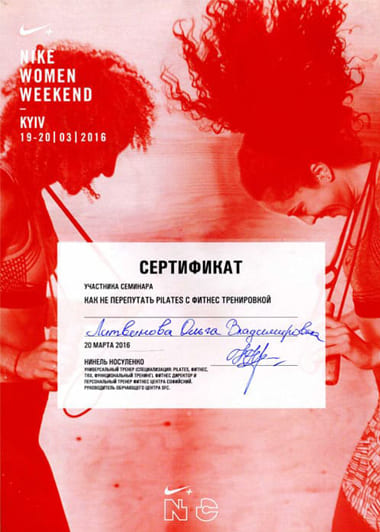 NIKE
WOMEN
WEEKEND
–
KYIV
19-20|03|2016
СЕРТИФИКАТ
УЧАСТНИКА СЕМИНАРА
КАК НЕ ПЕРЕПУТАТЬ PILATES С ФИТНЕС ТРЕНИРОВКОЙ
Литвинова Ольга Владимировна
20 МАРТА 2016
НИНЕЛЬ НОСУЛЕНКО
УНИВЕРСАЛЬНЫЙ ТРЕНЕР (СПЕЦИАЛИЗАЦИЯ: PILATES, ФИТНЕС,
TRX, ФУНКЦИОНАЛЬНЫЙ ТРЕНИНГ). ФИТНЕС ДИРЕКТОР И
ПЕРСОНАЛЬНЫЙ ТРЕНЕР ФИТНЕС ЦЕНТРА СОФИЙСКИЙ.
РУКОВОДИТЕЛЬ ОБУЧАЮЩЕГО ЦЕНТРА SFC.
N C